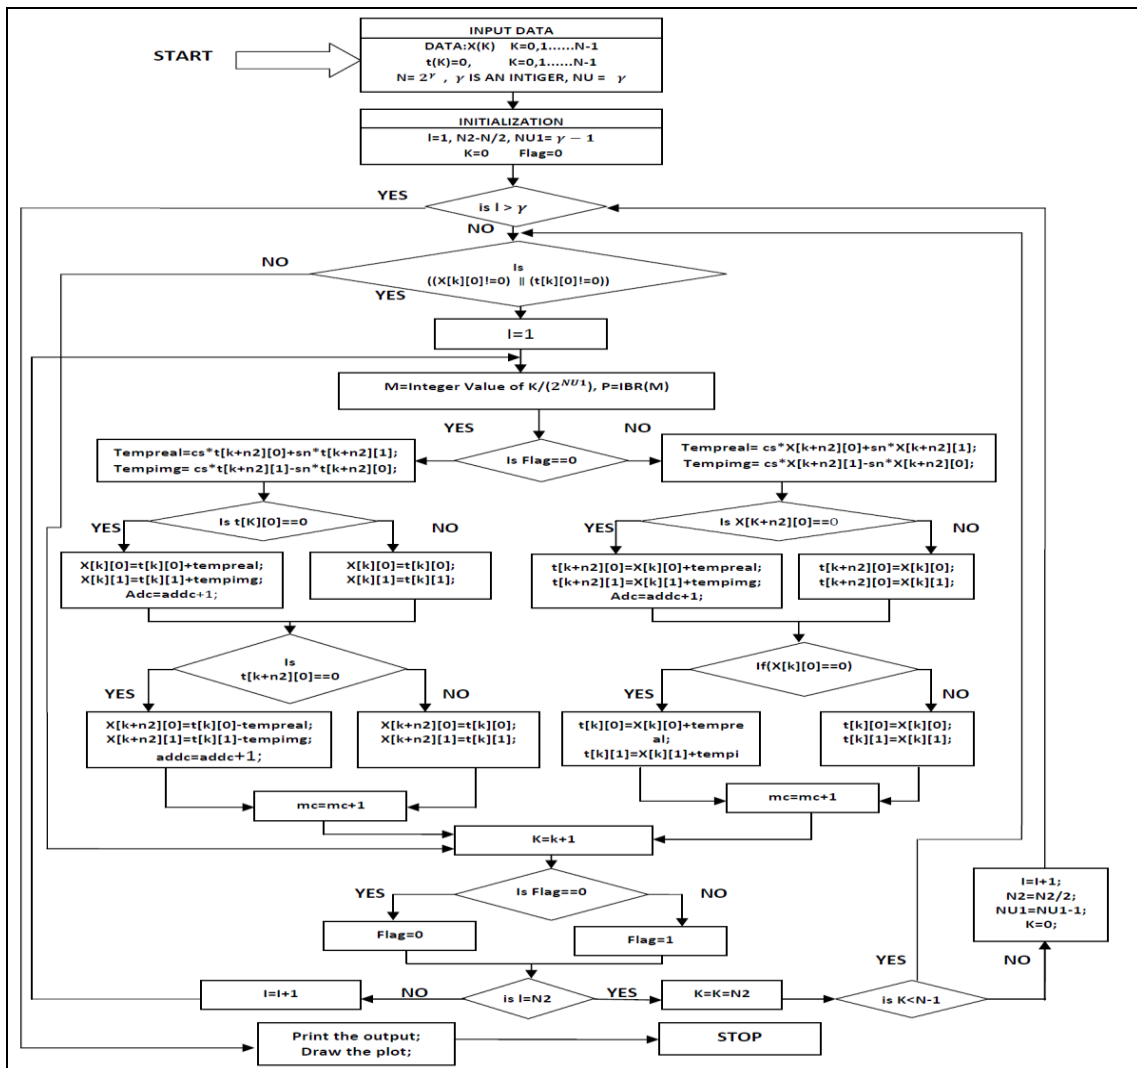 INPUT DATA
START
DATA:X(K) K=0,1......N-1
t(K)=0, K=0,1......N-1
N= 2^γ , γ IS AN INTIGER, NU = γ
INITIALIZATION
l=1, N2-N/2, NU1= γ − 1
K=0 Flag=0
YES
is l > γ
NO
NO
Is
((X[k][0]!=0) || (t[k][0]!=0))
YES
I=1
M=Integer Value of K/(2^NU1), P=IBR(M)
YES
NO
Tempreal=cs*t[k+n2][0]+sn*t[k+n2][1];
Tempimg= cs*t[k+n2][1]-sn*t[k+n2][0];
Is Flag==0
Tempreal= cs*X[k+n2][0]+sn*X[k+n2][1];
Tempimg= cs*X[k+n2][1]-sn*X[k+n2][0];
YES
Is t[K][0]==0
NO
YES
Is X[K+n2][0]==0
NO
X[k][0]=t[k][0]+tempreal;
X[k][1]=t[k][1]+tempimg;
Adc=addc+1;
X[k][0]=t[k][0];
X[k][1]=t[k][1];
t[k+n2][0]=X[k][0]+tempreal;
t[k+n2][1]=X[k][1]+tempimg;
Adc=addc+1;
t[k+n2][0]=X[k][0];
t[k+n2][0]=X[k][1];
Is
t[k+n2][0]==0
YES
NO
If(X[k][0]==0)
YES
NO
X[k+n2][0]=t[k][0]-tempreal;
X[k+n2][1]=t[k][1]-tempimg;
addc=addc+1;
X[k+n2][0]=t[k][0];
X[k+n2][1]=t[k][1];
t[k][0]=X[k][0]+tempre
al;
t[k][1]=X[k][1]+tempi
t[k][0]=X[k][0];
t[k][1]=X[k][1];
mc=mc+1
mc=mc+1
K=k+1
YES
Is Flag==0
NO
I=I+1;
N2=N2/2;
NU1=NU1-1;
K=0;
Flag=0
Flag=1
YES
NO
I=I+1
NO
is I=N2
YES
K=K=N2
is K<N-1
Print the output;
Draw the plot;
STOP